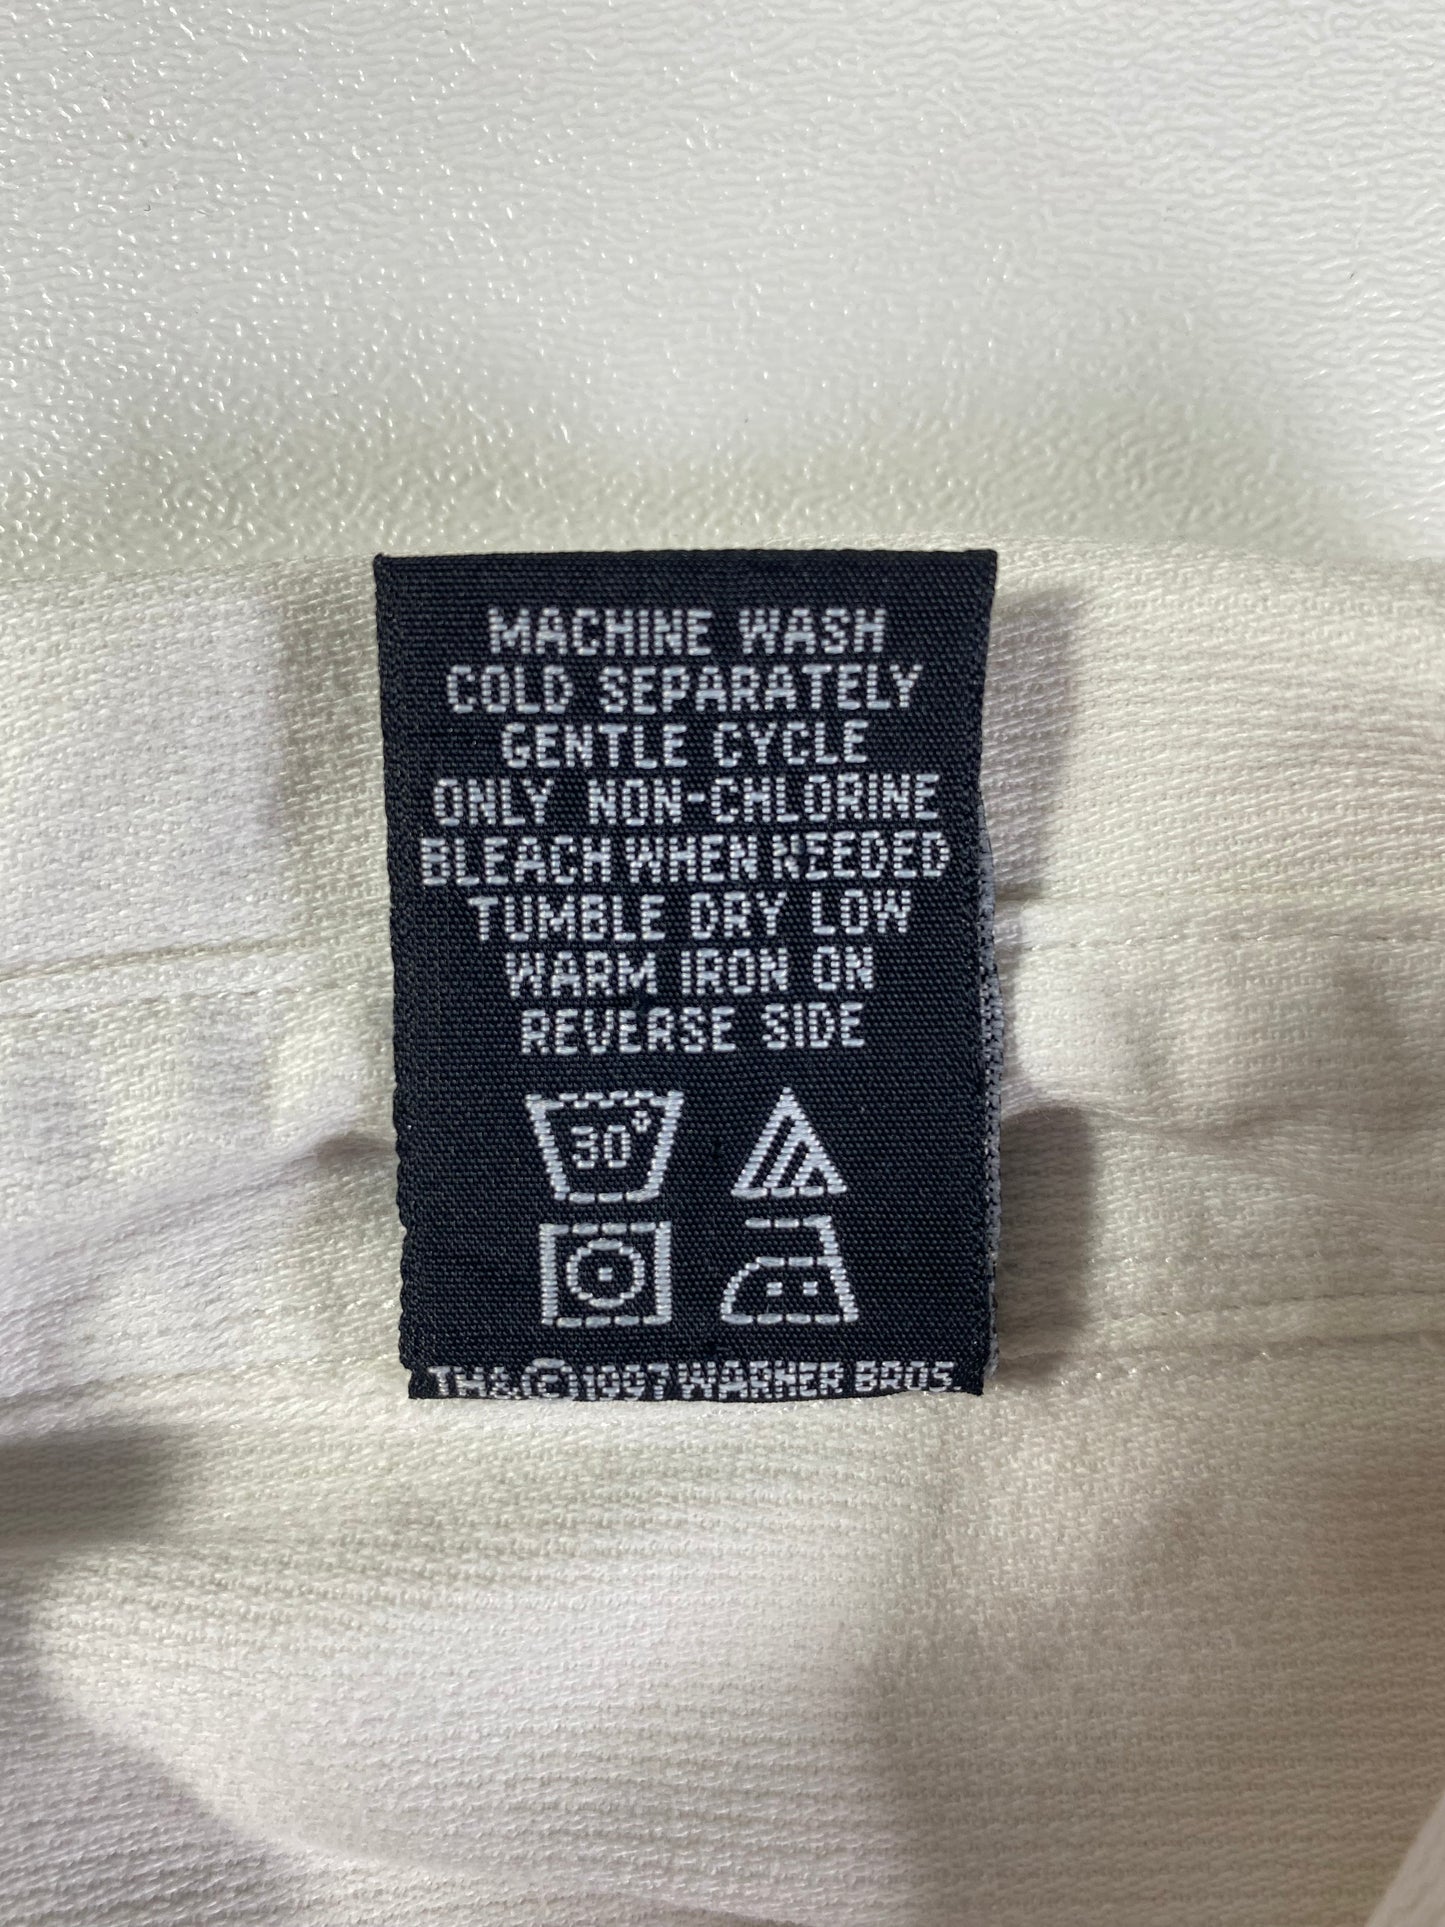 MACHINE WASH
COLD SEPARATELY
GENTLE CYCLE
ONLY NON-CHLORINE
BLEACH WHEN NEEDED
TUMBLE DRY LOW
WARM IRON ON
REVERSE SIDE
30°
TM & © 1997 WARNER BROS